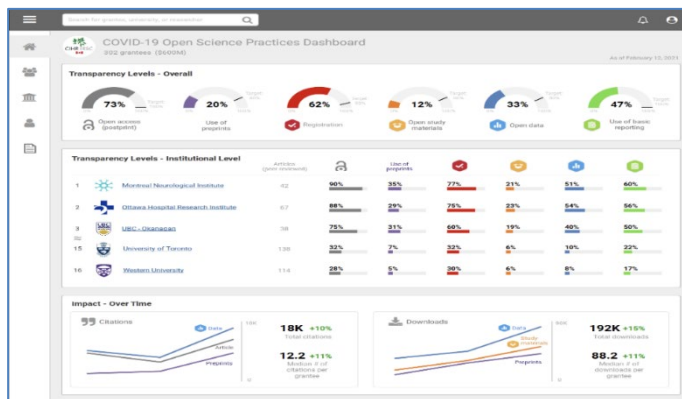 Search for grantee, university, or researcher
COVID-19 Open Science Practices Dashboard
As of February 12, 2021
Transparency Levels - Overall
73%
20%
62%
12%
33%
47%
Open access
(postprint)
Use of
preprints
Registration
Open study
materials
Open data
Use of basic
reporting
Transparency Levels - Institutional Level
Articles
Use of
preprints
1 Montreal Neurological Institute 90% 35% 77% 21% 51% 60%
2 Ottawa Hospital Research Institute 67 88% 29% 75% 23% 54% 56%
3 UBC - Okanagan 75% 31% 60% 19% 40% 50%
15 University of Toronto 32% 7% 32% 6% 10% 22%
16 Western University 114 28% 5% 30% 6% 8% 17%
Impact - Over Time
Citations
Data
Article
Preprints
18K +10%
Total citations
12.2 +11%
Median # of
citations per
grantee
Downloads
Data
Study
materials
Preprints
192K +15%
Total downloads
88.2 +11%
Median # of
downloads per
grantee